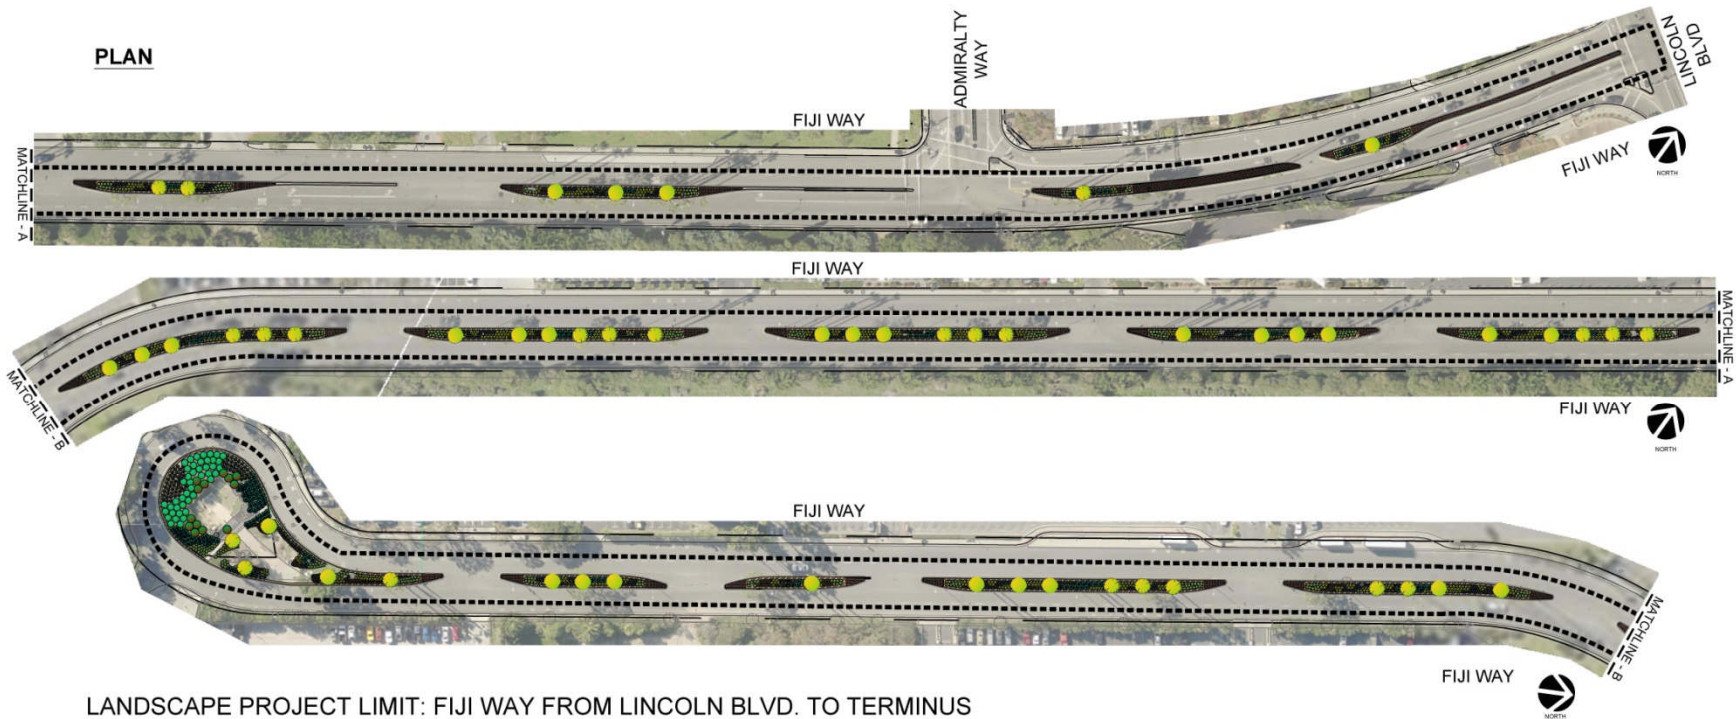 PLAN
ADMIRALTY
WAY
LINCOLN
BLVD
FIJI WAY
MATCHLINE - A
FIJI WAY
NORTH
FIJI WAY
MATCHLINE - A
MATCHLINE - B
FIJI WAY
NORTH
FIJI WAY
MATCHLINE - B
FIJI WAY
NORTH
LANDSCAPE PROJECT LIMIT: FIJI WAY FROM LINCOLN BLVD. TO TERMINUS